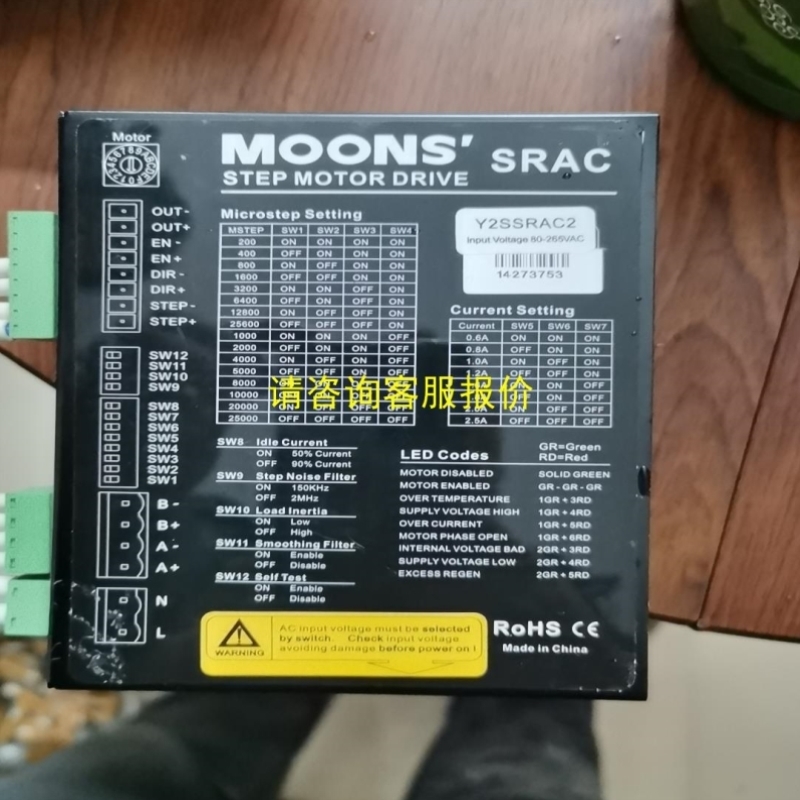 Motor
MOONS' SRAC
STEP MOTOR DRIVE
OUT-
OUT+
EN -
EN +
DIR -
DIR +
STEP -
STEP+
SW12
SW11
SW10
SW9
SW8
SW7
SW6
SW5
SW4
SW3
SW2
SW1
B -
B +
A -
A +
N
L
Microstep Setting
MSTEP SW1 SW2 SW3 SW4
200 ON ON ON ON
400 OFF ON ON ON
800 ON OFF ON ON
1600 OFF OFF ON ON
3200 ON ON OFF ON
6400 OFF ON OFF ON
12800 ON OFF OFF ON
25600 OFF OFF OFF ON
1000 ON ON ON OFF
2000 OFF ON ON OFF
4000 ON OFF ON OFF
5000 OFF OFF ON OFF
8000
10000
20000 ON OFF OFF OFF
25000 OFF OFF OFF OFF
Y2SSRAC2
Input Voltage:80-265VAC
14273753
Current Setting
Current SW5 SW6 SW7
0.6A ON ON ON
0.8A OFF ON ON
1.0A ON OFF ON
1.2A OFF OFF ON
ON OFF
ON OFF
2.0A ON OFF OFF
2.5A OFF OFF OFF
请咨询客服报价
SW8 Idle Current
ON 50% Current
OFF 90% Current
SW9 Step Noise Filter
ON 150KHz
OFF 2MHz
SW10 Load Inertia
ON Low
OFF High
SW11 Smoothing Filter
ON Enable
OFF Disable
SW12 Self Test
ON Enable
OFF Disable
LED Codes GR=Green
RD=Red
MOTOR DISABLED SOLID GREEN
MOTOR ENABLED GR - GR - GR
OVER TEMPERATURE 1GR + 3RD
SUPPLY VOLTAGE HIGH 1GR + 4RD
OVER CURRENT 1GR + 5RD
MOTOR PHASE OPEN 1GR + 6RD
INTERNAL VOLTAGE BAD 2GR + 3RD
SUPPLY VOLTAGE LOW 2GR + 4RD
EXCESS REGEN 2GR + 5RD
WARNING
AC input voltage must be selected
by switch. Check input voltage
avoiding damage before power on !
RoHS CE
Made in China